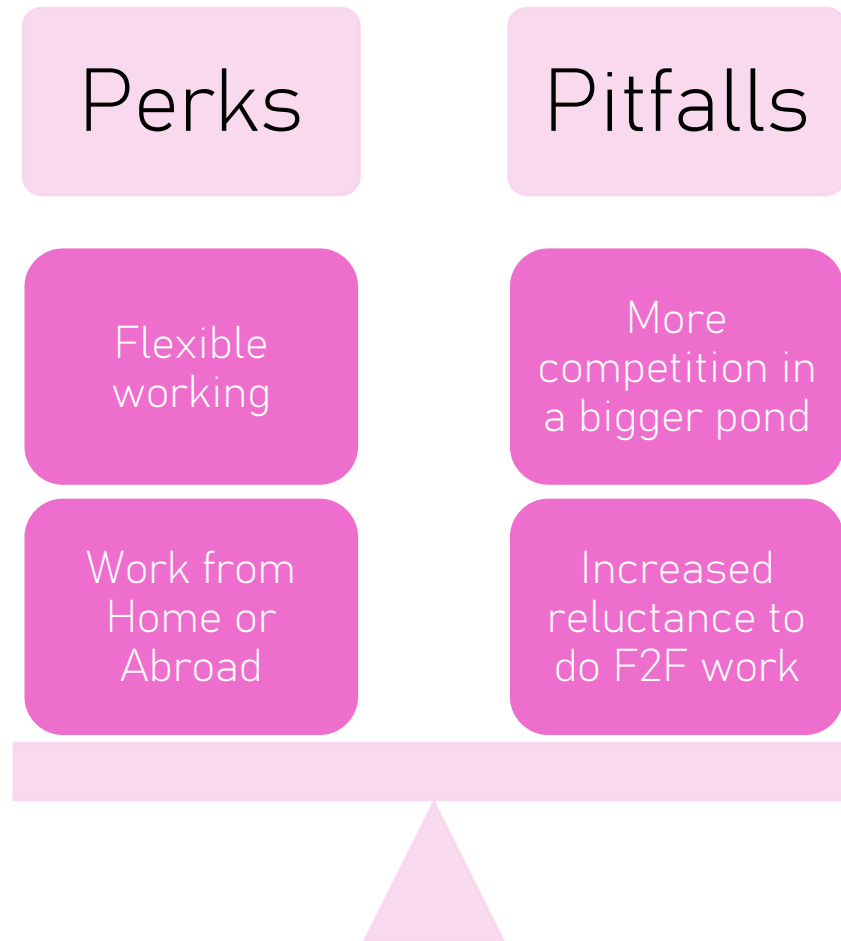 Perks
Flexible
working
Work from
Home or
Abroad
Pitfalls
More
competition in
a bigger pond
Increased
reluctance to
do F2F work